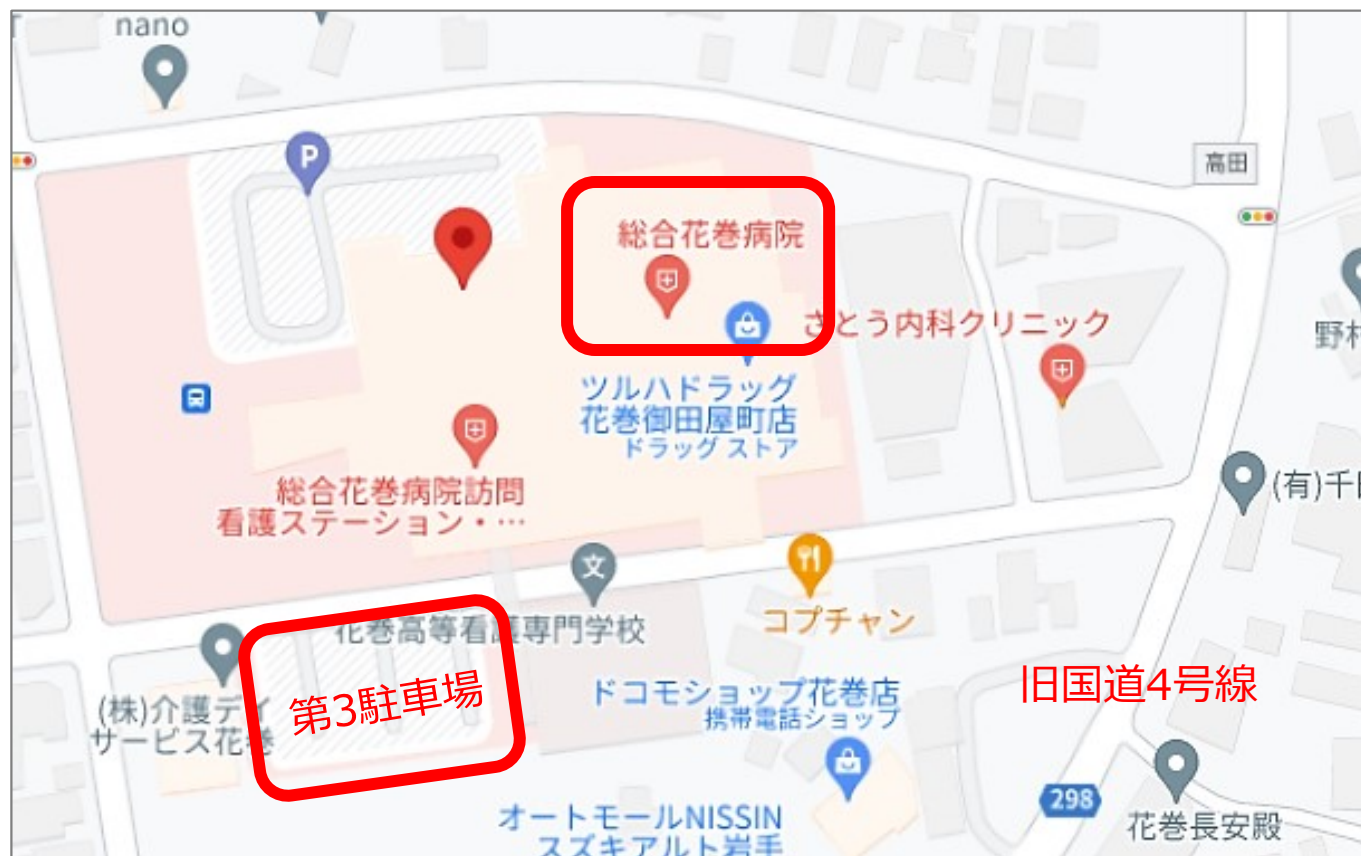 nano
P
高田
総合花巻病院
さとう内科クリニック
野村
ツルハドラッグ
花巻御田屋町店
ドラッグ ストア
総合花巻病院訪問
看護ステーション・…
(有)千
文
花巻高等看護専門学校
コプチャン
第3駐車場
(株)介護デイ
サービス花巻
ドコモショップ花巻店
携帯電話ショップ
旧国道4号線
298
花巻長安殿
オートモールNISSIN
スズキアルト岩手